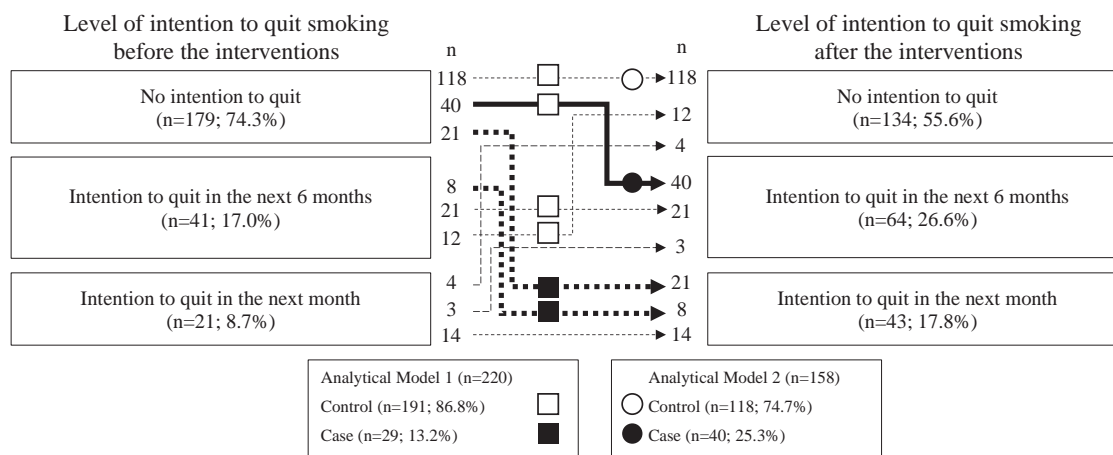 Level of intention to quit smoking
before the interventions
n
n
Level of intention to quit smoking
after the interventions
No intention to quit
(n=179; 74.3%)
118
40
21
118
12
4
No intention to quit
(n=134; 55.6%)
Intention to quit in the next 6 months
(n=41; 17.0%)
8
21
12
40
21
3
Intention to quit in the next 6 months
(n=64; 26.6%)
Intention to quit in the next month
(n=21; 8.7%)
4
3
14
21
8
14
Intention to quit in the next month
(n=43; 17.8%)
Analytical Model 1 (n=220)
Control (n=191; 86.8%)
Case (n=29; 13.2%)
Analytical Model 2 (n=158)
Control (n=118; 74.7%)
Case (n=40; 25.3%)